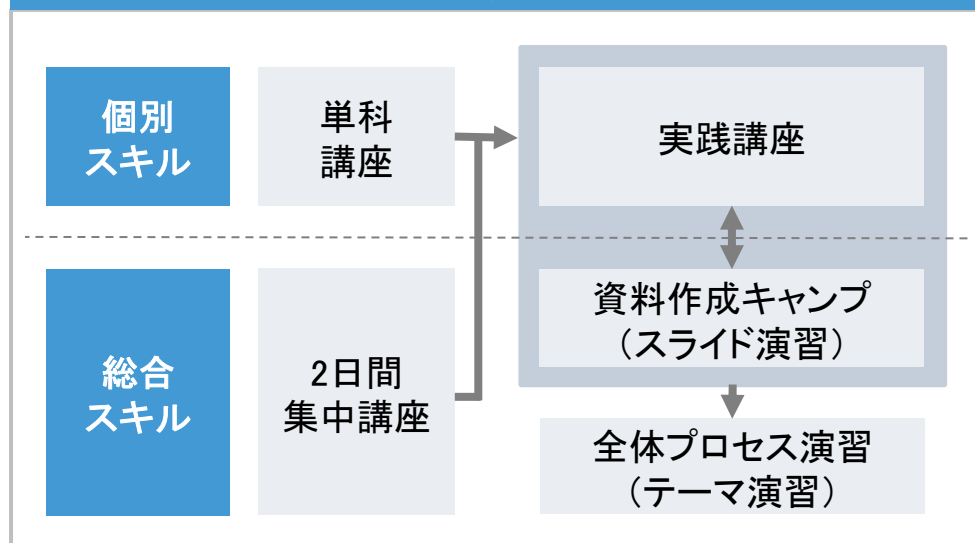 個別
スキル
単科
講座
実践講座
総合
スキル
2日間
集中講座
資料作成キャンプ
（スライド演習）
全体プロセス演習
（テーマ演習）